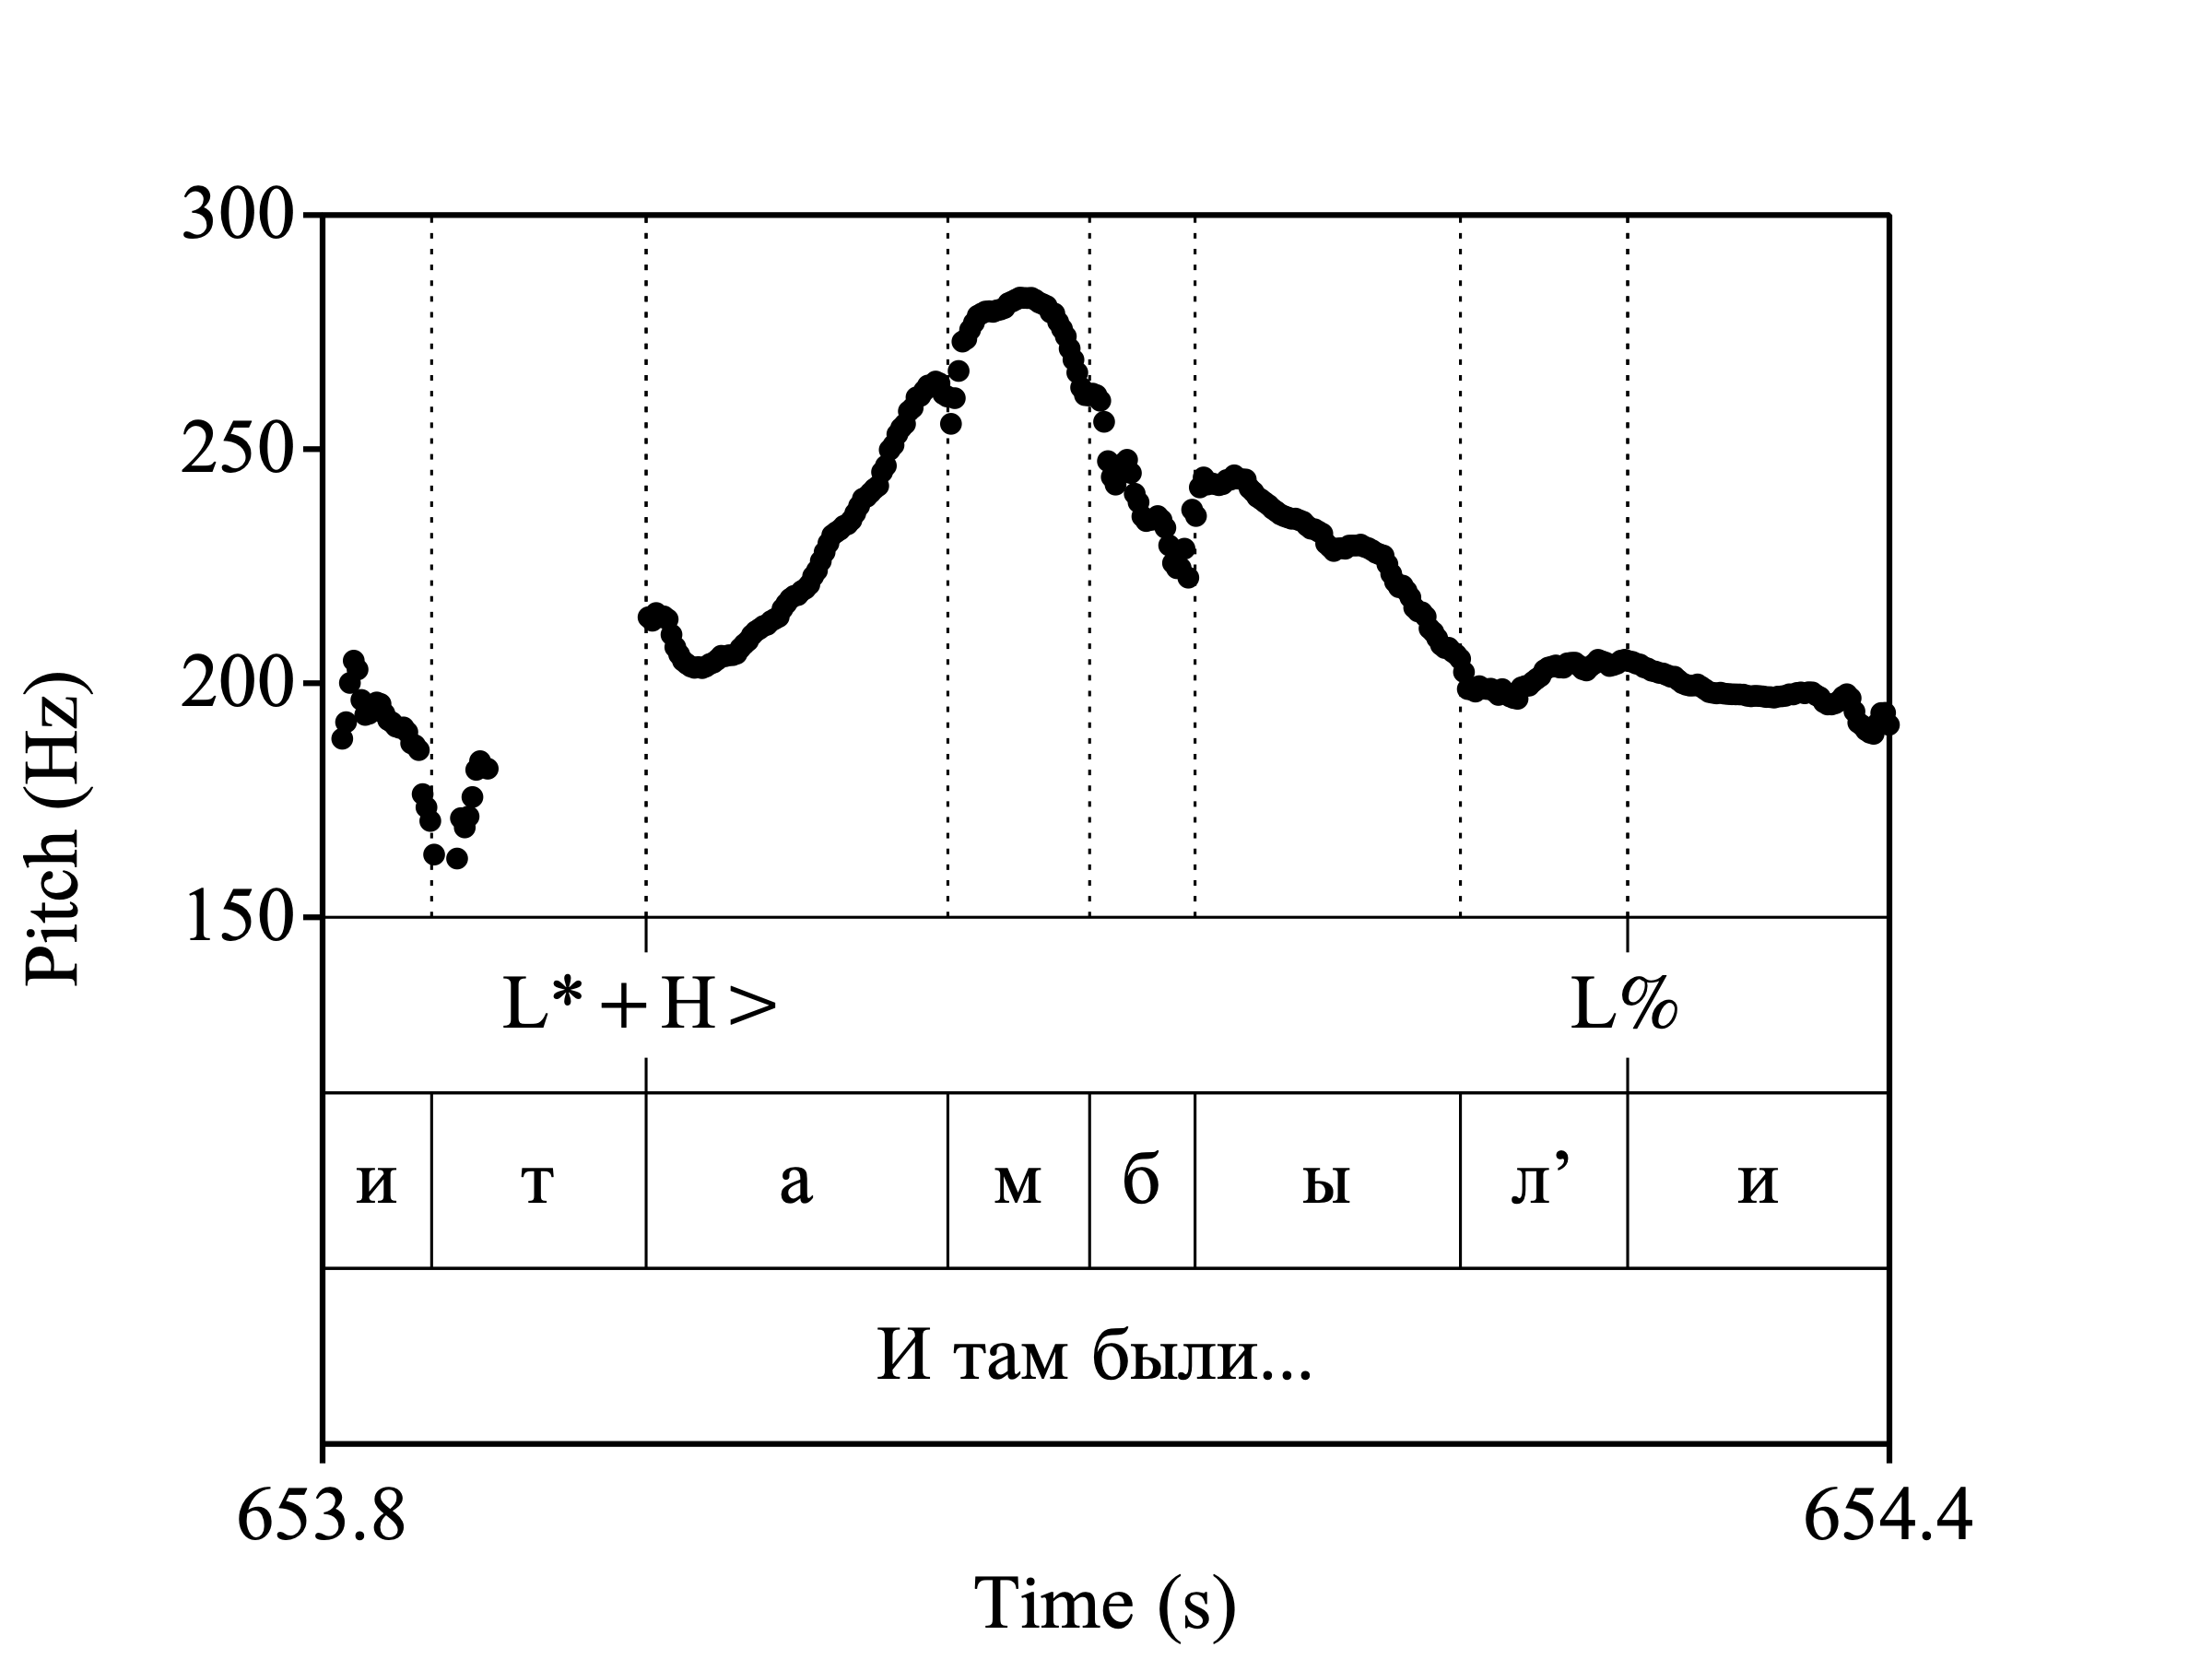 300
250
200
150
Pitch (Hz)
L*+H> L%
и т а м б ы л’ и
И там были...
653.8 654.4
Time (s)